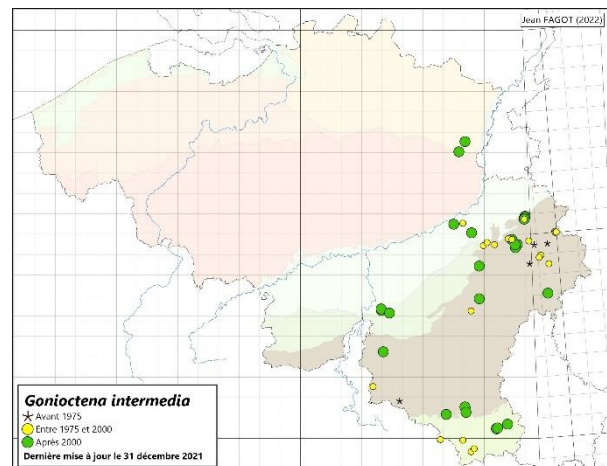 Jean FAGOT (2022)
Gonioctena intermedia
Avant 1975
Entre 1975 et 2000
Après 2000
Dernière mise à jour le 31 décembre 2021